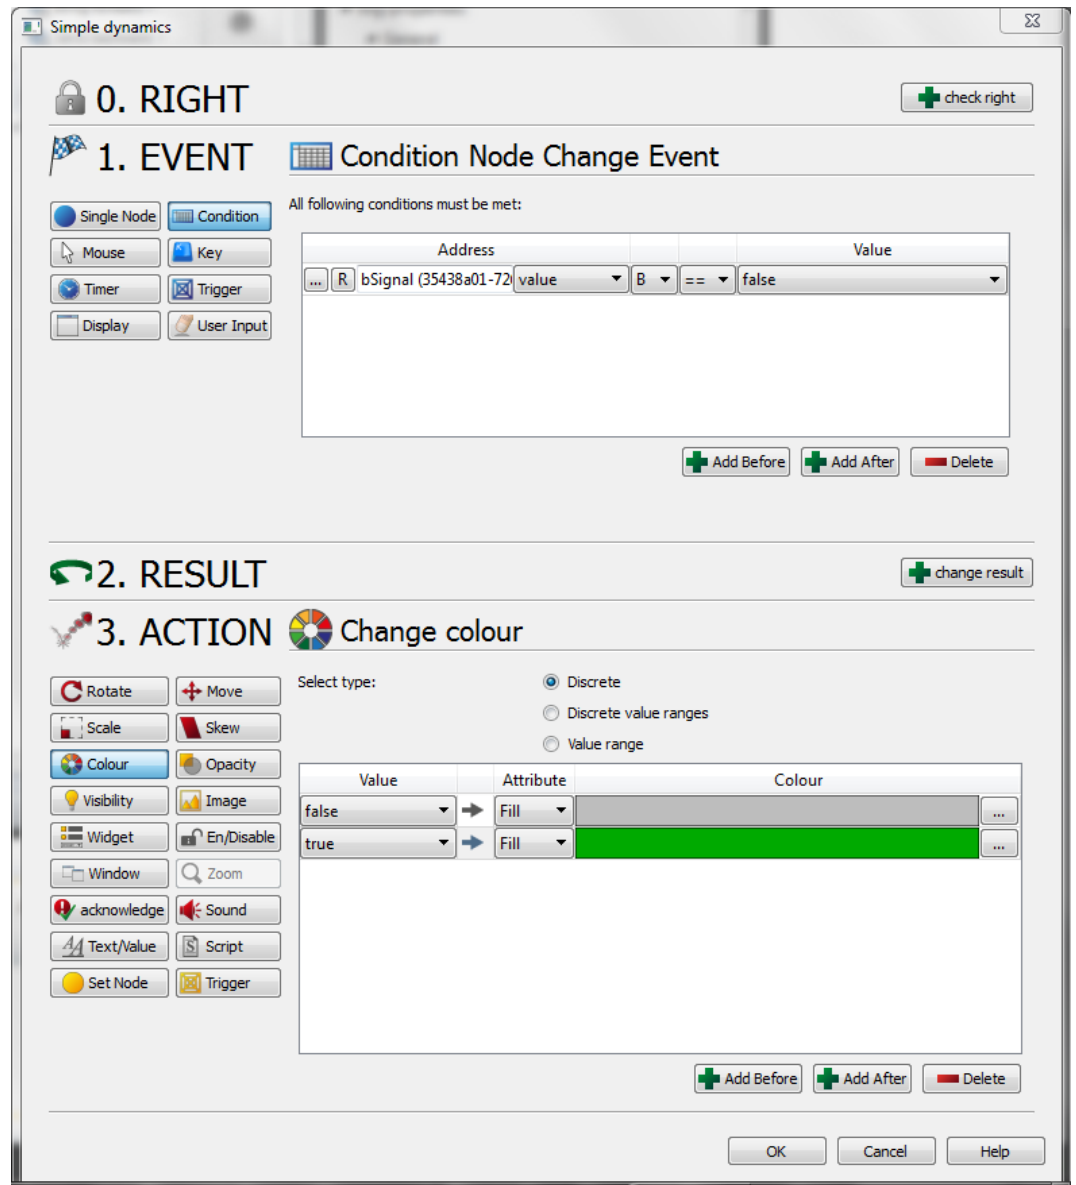 Simple dynamics
0. RIGHT
check right
1. EVENT
Condition Node Change Event
Single Node
Condition
All following conditions must be met:
Mouse
Key
Address
Value
Timer
Trigger
...
R
bSignal (35438a01-72
value
B
==
false
Display
User Input
Add Before
Add After
Delete
2. RESULT
change result
3. ACTION
Change colour
Rotate
Move
Select type:
Discrete
Scale
Skew
Discrete value ranges
Value range
Colour
Opacity
Value
Attribute
Colour
Visibility
Image
false
Fill
...
Widget
En/Disable
true
Fill
...
Window
Zoom
acknowledge
Sound
Text/Value
Script
Set Node
Trigger
Add Before
Add After
Delete
OK
Cancel
Help